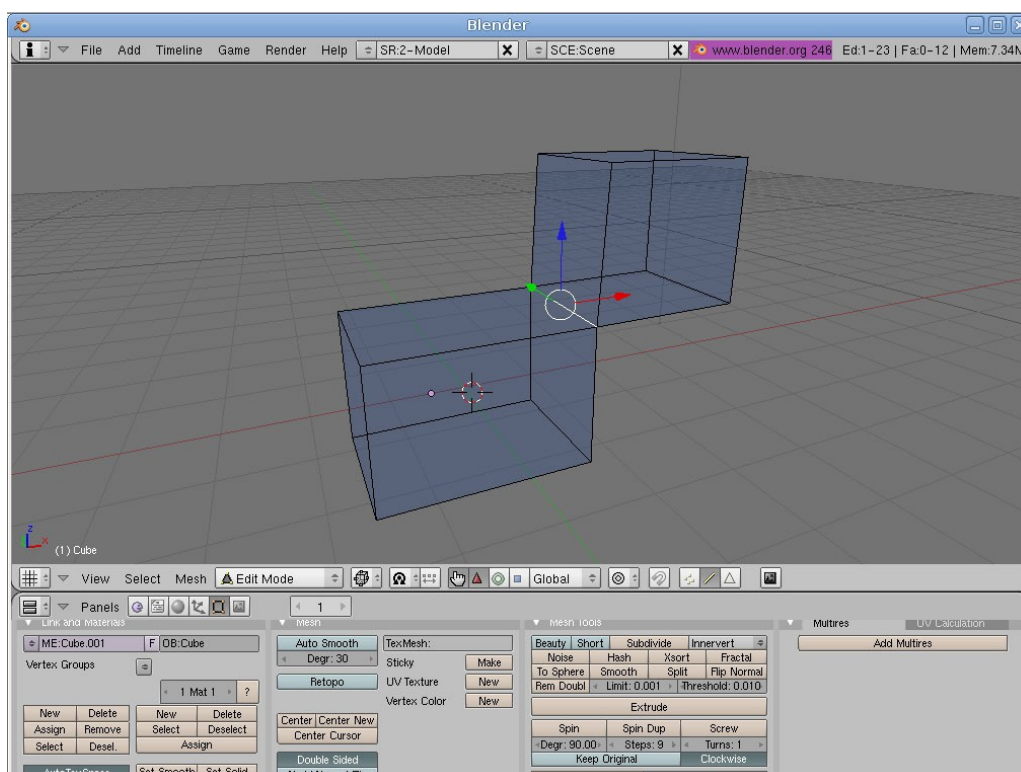 Blender
File Add Timeline Game Render Help SR:2-Model SCE:Scene www.blender.org 246 Ed:1-23 | Fa:0-12 | Mem:7.34M
z
x
(1) Cube
View Select Mesh Edit Mode Global
Panels 1
Link and Materials Mesh Mesh Tools Multires UV Calculation
ME:Cube.001 F OB:Cube Auto Smooth TexMesh: Beauty Short Subdivide Innervert Add Multires
Vertex Groups Degr: 30 Sticky Make Noise Hash Xsort Fractal
To Sphere Smooth Split Flip Normal
1 Mat 1 ? Retopo UV Texture New Rem Doubl Limit: 0.001 Threshold: 0.010
Vertex Color New Extrude
New Delete New Delete Center Center New
Assign Remove Select Deselect Center Cursor Spin Spin Dup Screw
Select Desel. Assign Degr: 90.00 Steps: 9 Turns: 1
Double Sided Keep Original Clockwise
AutoTexSpace Set Smooth Set Solid